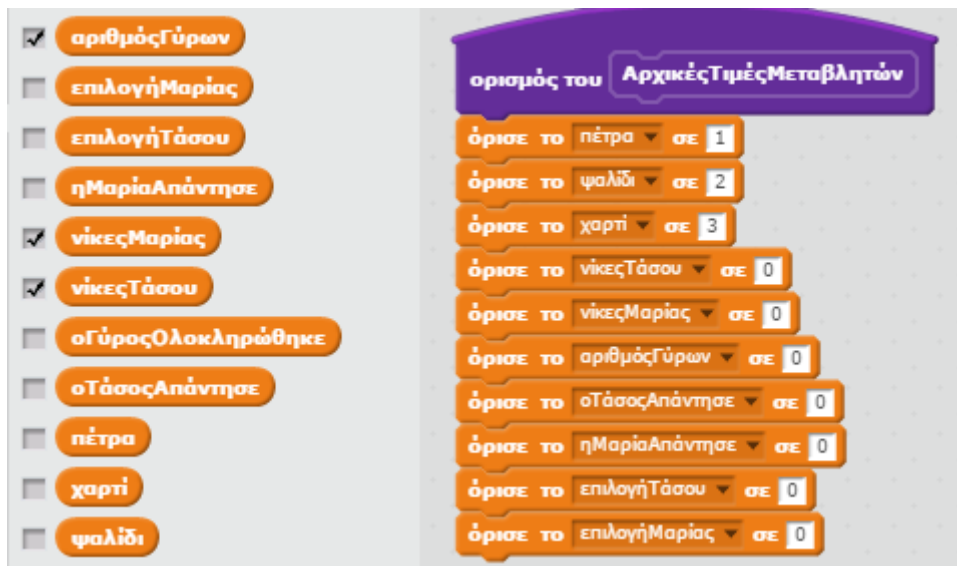 αριθμόςΓύρων
επιλογήΜαρίας
επιλογήΤάσου
ηΜαρίαΑπάντησε
νίκεςΜαρίας
νίκεςΤάσου
οΓύροςΟλοκληρώθηκε
οΤάσοςΑπάντησε
πέτρα
χαρτί
ψαλίδι
ορισμός του ΑρχικέςΤιμέςΜεταβλητών
όρισε το πέτρα σε 1
όρισε το ψαλίδι σε 2
όρισε το χαρτί σε 3
όρισε το νίκεςΤάσου σε 0
όρισε το νίκεςΜαρίας σε 0
όρισε το αριθμόςΓύρων σε 0
όρισε το οΤάσοςΑπάντησε σε 0
όρισε το ηΜαρίαΑπάντησε σε 0
όρισε το επιλογήΤάσου σε 0
όρισε το επιλογήΜαρίας σε 0